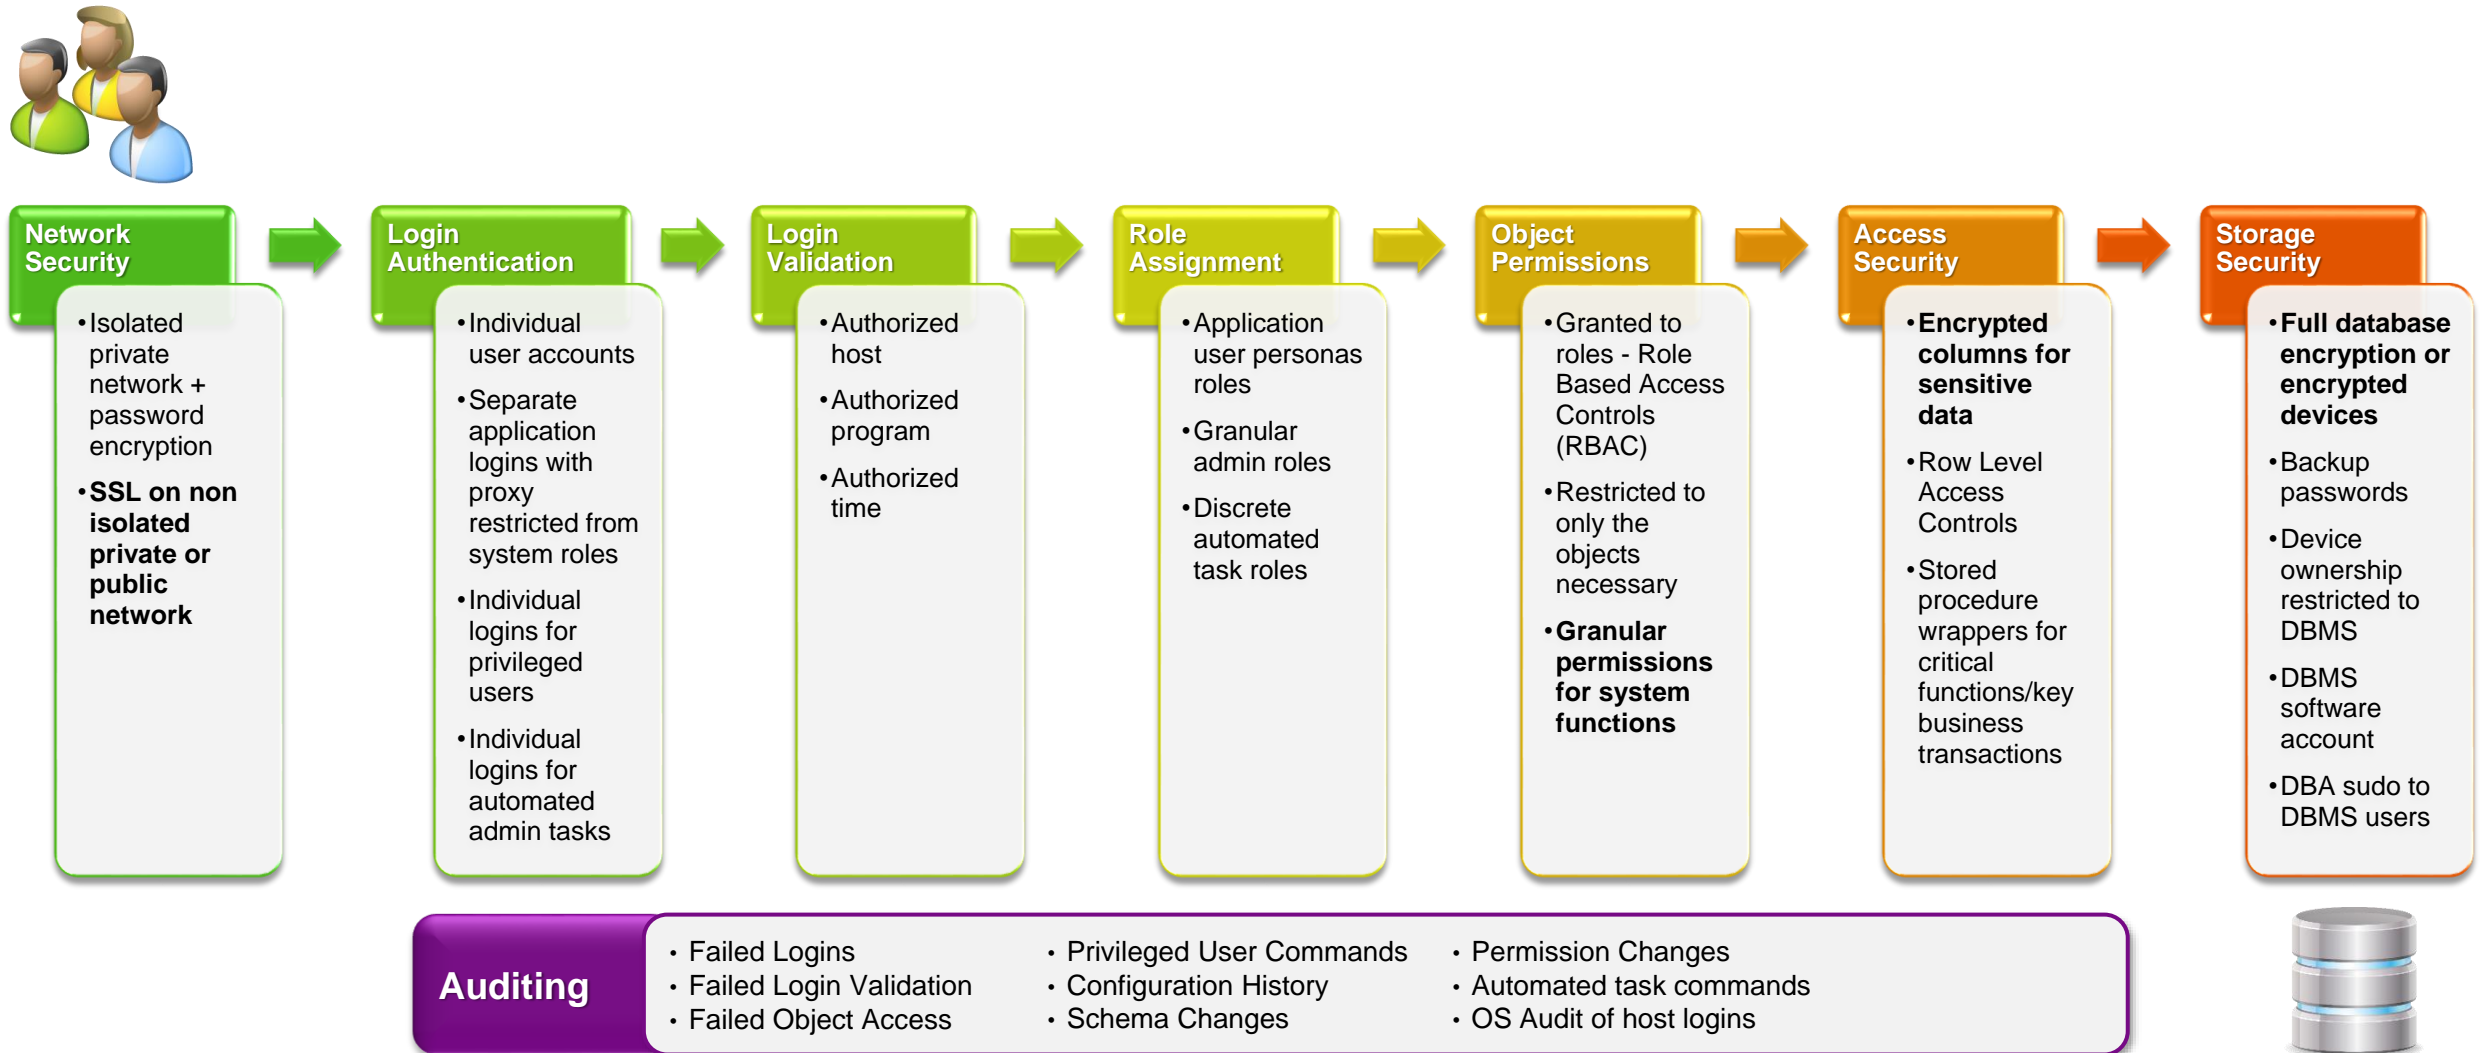 Network
Security
•Isolated
private
network +
password
encryption
•SSL on non
isolated
private or
public
network
Login
Authentication
•Individual
user accounts
•Separate
application
logins with
proxy
restricted from
system roles
•Individual
logins for
privileged
users
•Individual
logins for
automated
admin tasks
Login
Validation
•Authorized
host
•Authorized
program
•Authorized
time
Role
Assignment
•Application
user personas
roles
•Granular
admin roles
•Discrete
automated
task roles
Object
Permissions
•Granted to
roles - Role
Based Access
Controls
(RBAC)
•Restricted to
only the
objects
necessary
•Granular
permissions
for system
functions
Access
Security
•Encrypted
columns for
sensitive
data
•Row Level
Access
Controls
•Stored
procedure
wrappers for
critical
functions/key
business
transactions
Storage
Security
•Full database
encryption or
encrypted
devices
•Backup
passwords
•Device
ownership
restricted to
DBMS
•DBMS
software
account
•DBA sudo to
DBMS users
Auditing
• Failed Logins
• Failed Login Validation
• Failed Object Access
• Privileged User Commands
• Configuration History
• Schema Changes
• Permission Changes
• Automated task commands
• OS Audit of host logins